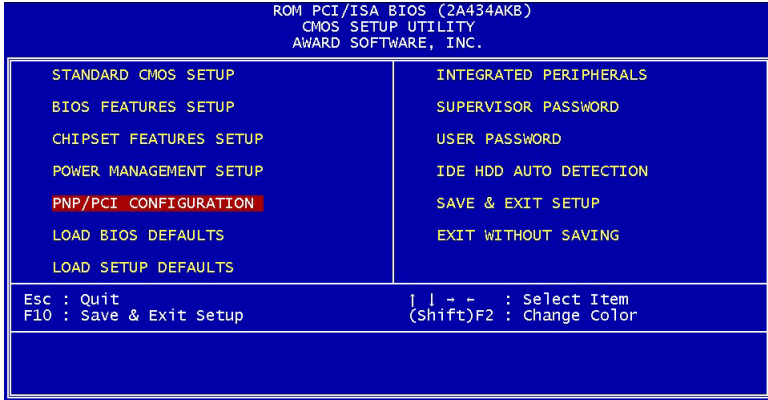 ROM PCI/ISA BIOS (2A434AKB)
CMOS SETUP UTILITY
AWARD SOFTWARE, INC.
STANDARD CMOS SETUP
BIOS FEATURES SETUP
CHIPSET FEATURES SETUP
POWER MANAGEMENT SETUP
PNP/PCI CONFIGURATION
LOAD BIOS DEFAULTS
LOAD SETUP DEFAULTS
INTEGRATED PERIPHERALS
SUPERVISOR PASSWORD
USER PASSWORD
IDE HDD AUTO DETECTION
SAVE & EXIT SETUP
EXIT WITHOUT SAVING
Esc : Quit
F10 : Save & Exit Setup
↑ ↓ → ← : Select Item
(Shift)F2 : Change Color